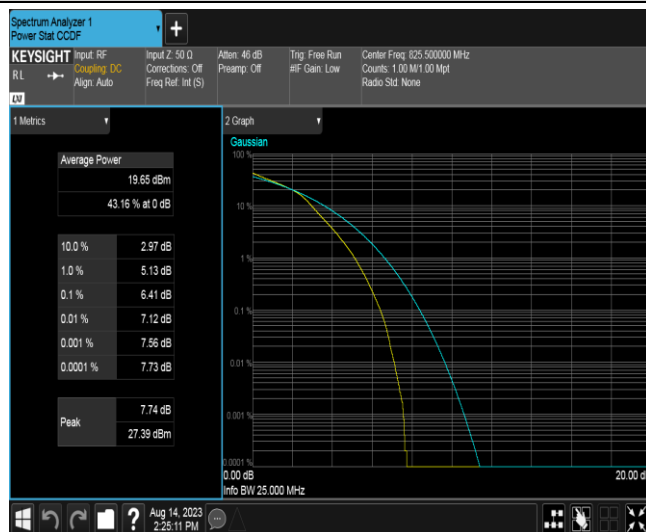 Spectrum Analyzer 1
Power Stat CCDF
KEYSIGHT
RL
LXI
Input: RF
Coupling: DC
Align: Auto
Input Z: 50 Ω
Corrections: Off
Freq Ref: Int (S)
Atten: 46 dB
Preamp: Off
Trig: Free Run
#IF Gain: Low
Center Freq: 825.500000 MHz
Counts: 1.00 M/1.00 Mpt
Radio Std: None
1 Metrics
Average Power
19.65 dBm
43.16 % at 0 dB
10.0 % 2.97 dB
1.0 % 5.13 dB
0.1 % 6.41 dB
0.01 % 7.12 dB
0.001 % 7.56 dB
0.0001 % 7.73 dB
Peak
7.74 dB
27.39 dBm
2 Graph
Gaussian
100 %
10 %
1 %
0.1 %
0.01 %
0.001 %
0.0001 %
0.00 dB
20.00 d
Info BW 25.000 MHz
Aug 14, 2023
2:25:11 PM